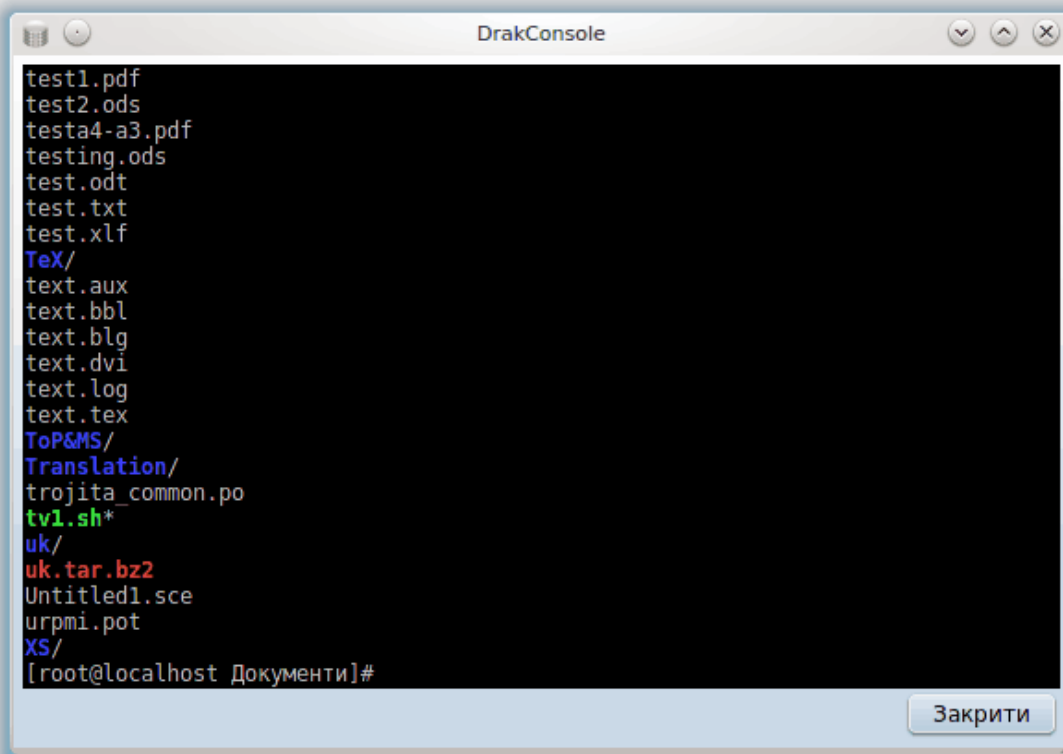 DrakConsole
test1.pdf
test2.ods
testa4-a3.pdf
testing.ods
test.odt
test.txt
test.xlf
TeX/
text.aux
text.bbl
text.blg
text.dvi
text.log
text.tex
ToP&MS/
Translation/
trojita_common.po
tv1.sh*
uk/
uk.tar.bz2
Untitled1.sce
urpmi.pot
XS/
[root@localhost Документи]#
Закрити